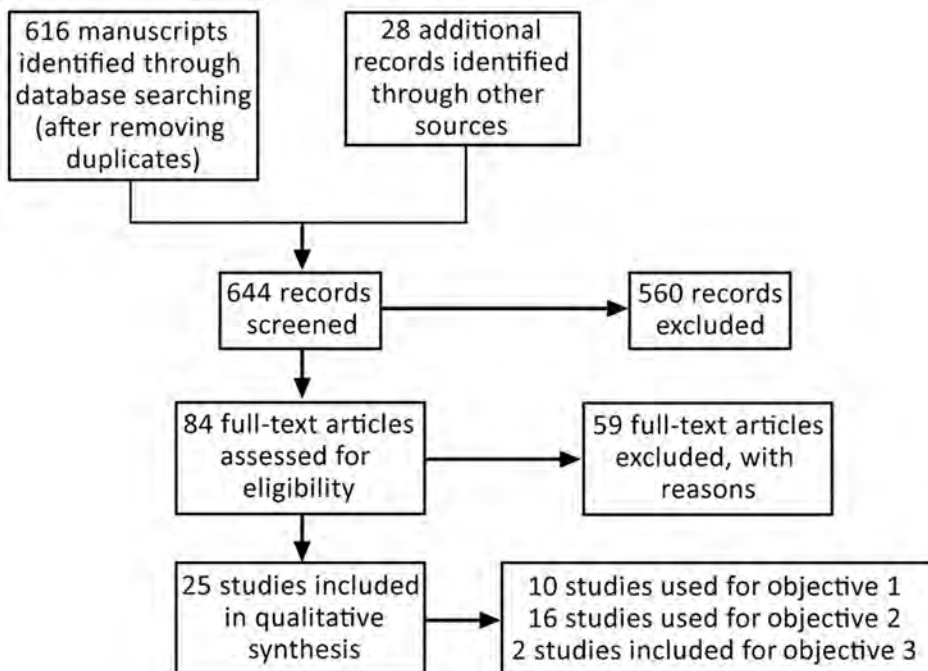 616 manuscripts
identified through
database searching
(after removing
duplicates)
28 additional
records identified
through other
sources
644 records
screened
560 records
excluded
84 full-text articles
assessed for
eligibility
59 full-text articles
excluded, with
reasons
25 studies included
in qualitative
synthesis
10 studies used for objective 1
16 studies used for objective 2
2 studies included for objective 3